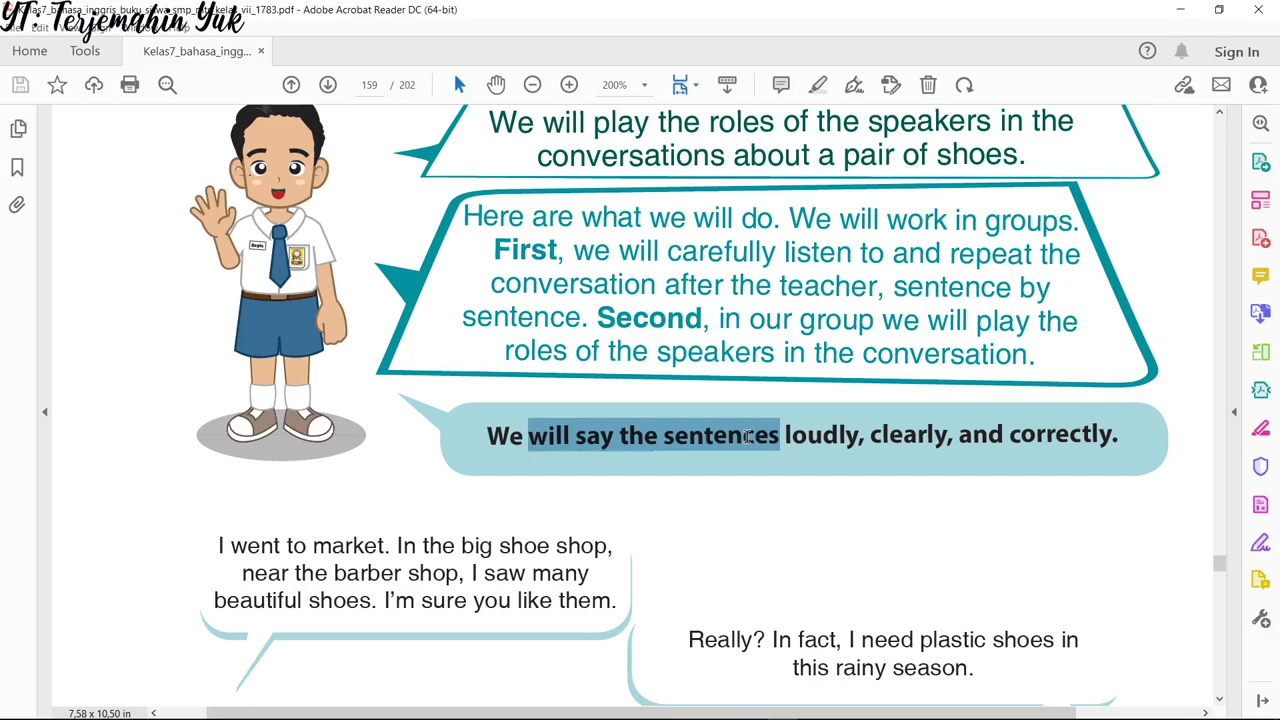 Kelas7_bahasa_inggris_buku_siswa_smp_mts_kelas_vii_1783.pdf - Adobe Acrobat Reader DC (64-bit)
YT: Terjemahin Yuk
Home Tools Kelas7_bahasa_ingg... × Sign In
159 / 202 200%
We will play the roles of the speakers in the
conversations about a pair of shoes.
Here are what we will do. We will work in groups.
First, we will carefully listen to and repeat the
conversation after the teacher, sentence by
sentence. Second, in our group we will play the
roles of the speakers in the conversation.
We will say the sentences loudly, clearly, and correctly.
I went to market. In the big shoe shop,
near the barber shop, I saw many
beautiful shoes. I'm sure you like them.
Really? In fact, I need plastic shoes in
this rainy season.
7,58 x 10,50 in